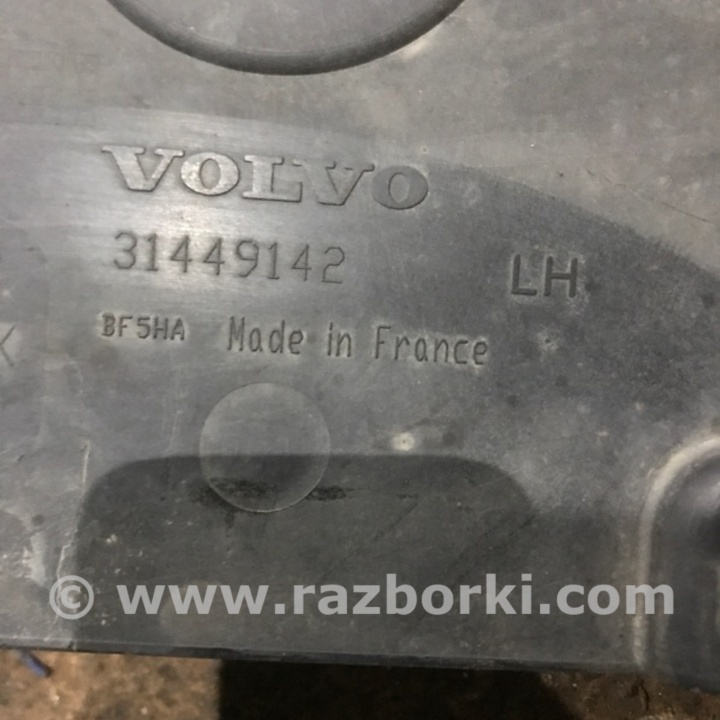 VOLVO
31449142 LH
BF5HA Made in France
© www.razborki.com